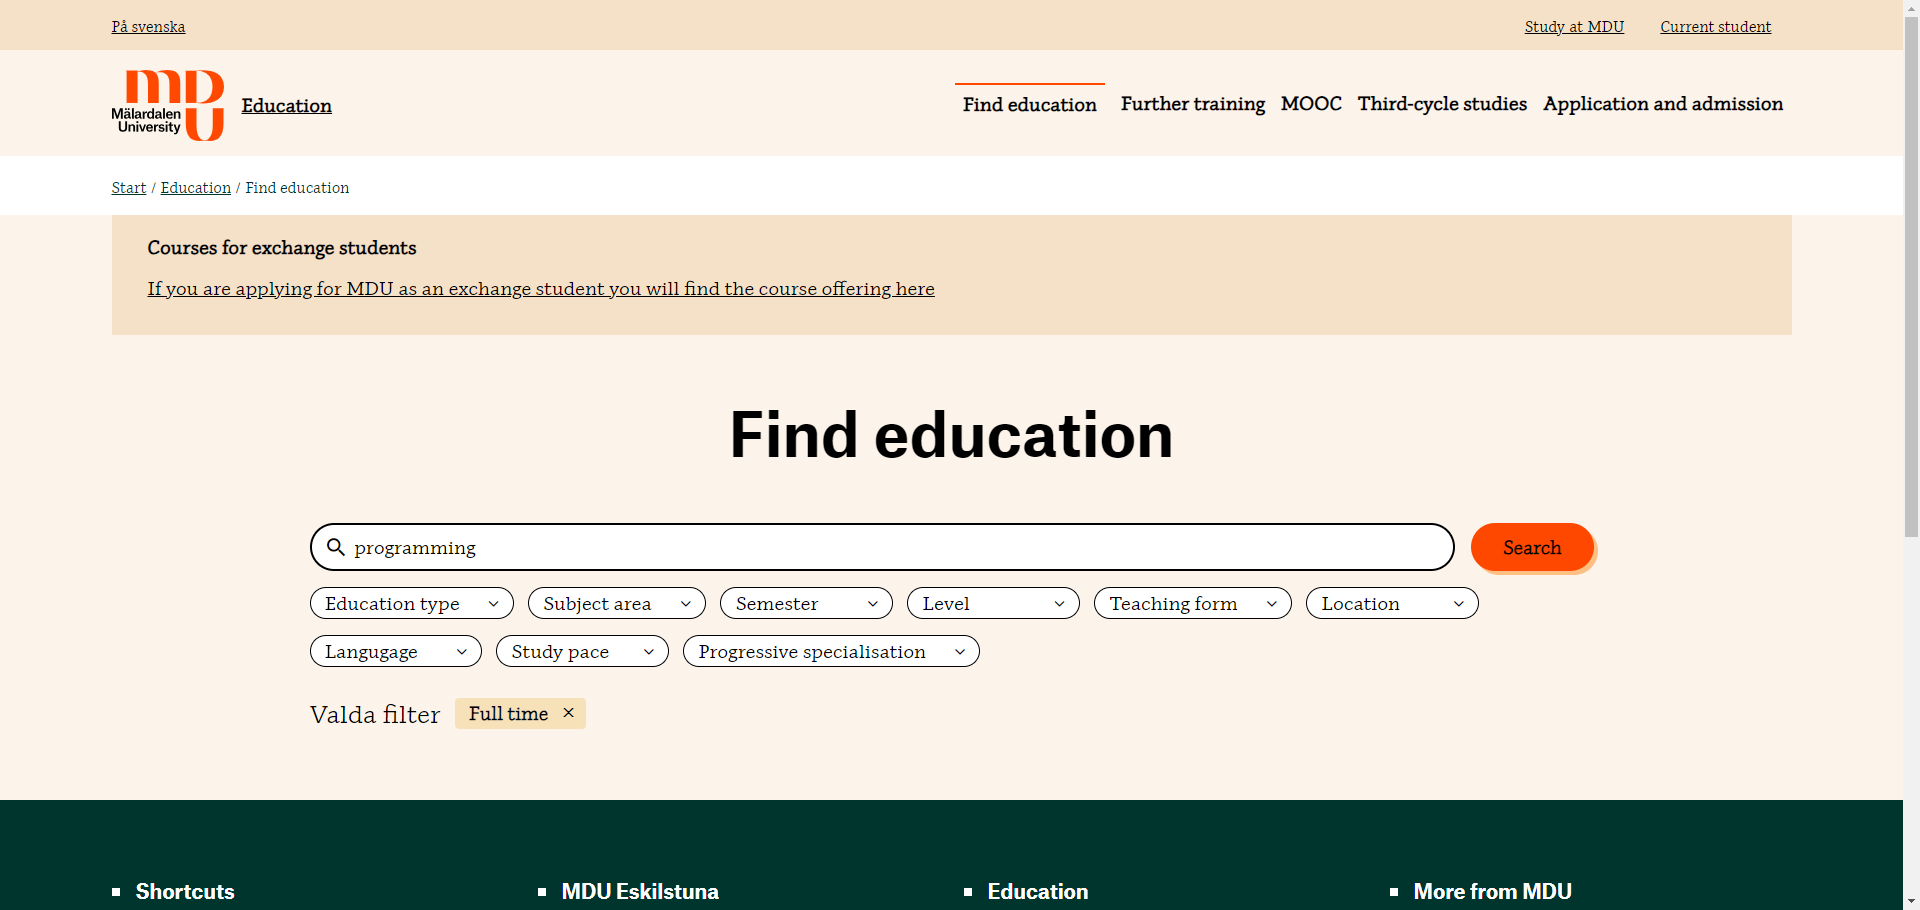 På svenska
Study at MDU
Current student
Mälardalen
University
Education
Find education
Further training
MOOC
Third-cycle studies
Application and admission
Start / Education / Find education
Courses for exchange students
If you are applying for MDU as an exchange student you will find the course offering here
Find education
programming
Search
Education type
Subject area
Semester
Level
Teaching form
Location
Langugage
Study pace
Progressive specialisation
Valda filter
Full time
Shortcuts
MDU Eskilstuna
Education
More from MDU